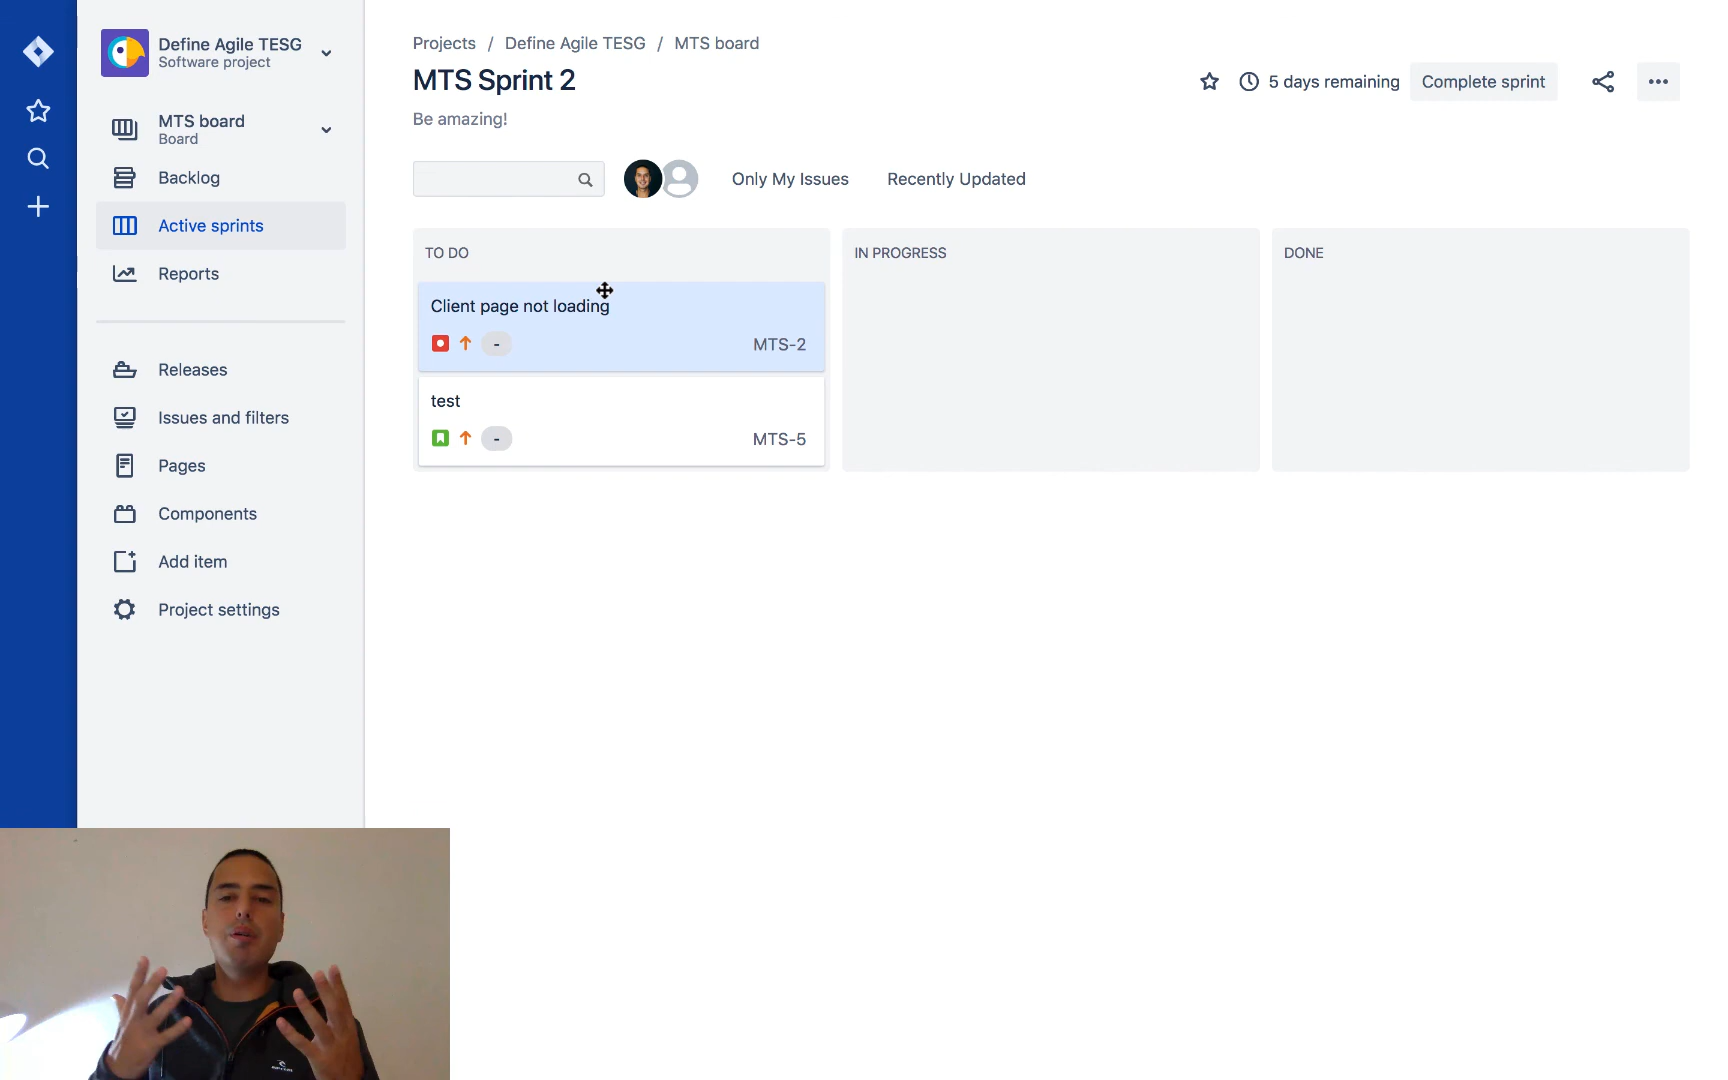 Define Agile TESG
Software project
MTS board
Board
Backlog
Active sprints
Reports
Releases
Issues and filters
Pages
Components
Add item
Project settings
Projects / Define Agile TESG / MTS board
MTS Sprint 2
5 days remaining
Complete sprint
Be amazing!
Only My Issues
Recently Updated
TO DO
IN PROGRESS
DONE
Client page not loading
-
MTS-2
test
-
MTS-5